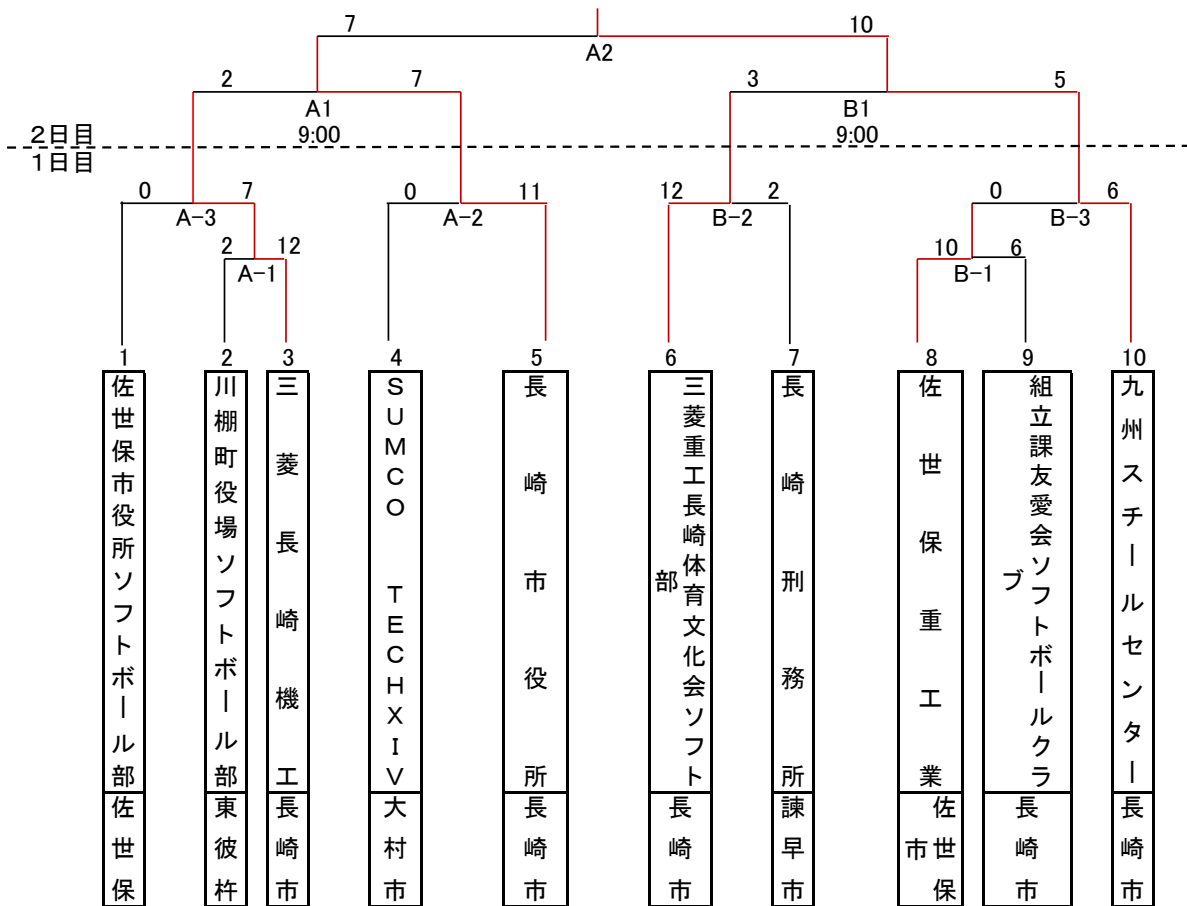 7 10
A2
2 7 3 5
A1 B1
2日目 9:00 9:00
1日目
0 7 0 11 12 2 0 6
A-3 A-2 B-2 B-3
2 12 10 6
A-1 B-1
1 2 3 4 5 6 7 8 9 10
佐世保市役所ソフトボール部
川棚町役場ソフトボール部
三菱長崎機工
SUMCO TECHXIV
長崎市役所
三菱重工長崎体育文化会ソフト
部
長崎刑務所
佐世保重工業
組立課友愛会ソフトボールクラ
ブ
九州スチールセンター
佐世保
東彼杵
長崎市
大村市
長崎市
長崎市
諫早市
佐世保
市
長崎市
長崎市